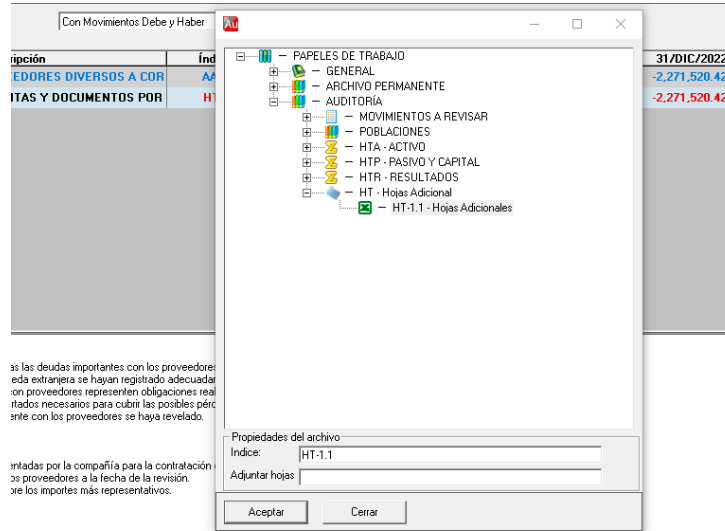 Con Movimientos Debe y Haber
Au
ripción
Índ
31/DIC/2022
EEDORES DIVERSOS A COR
AA
-2,271,520.42
NTAS Y DOCUMENTOS POR
HT
-2,271,520.42
PAPELES DE TRABAJO
GENERAL
ARCHIVO PERMANENTE
AUDITORÍA
MOVIMIENTOS A REVISAR
POBLACIONES
HTA - ACTIVO
HTP - PASIVO Y CAPITAL
HTR - RESULTADOS
HT - Hojas Adicional
HT-1.1 - Hojas Adicionales
as las deudas importantes con los proveedores
eda extranjera se hayan registrado adecuadar
con proveedores representen obligaciones real
rtados necesarios para cubrir las posibles pérd
ente con los proveedores se haya revelado.
entadas por la compañía para la contratación
os proveedores a la fecha de la revisión.
bre los importes más representativos.
Propiedades del archivo
Indice:
HT-1.1
Adjuntar hojas
Aceptar
Cerrar